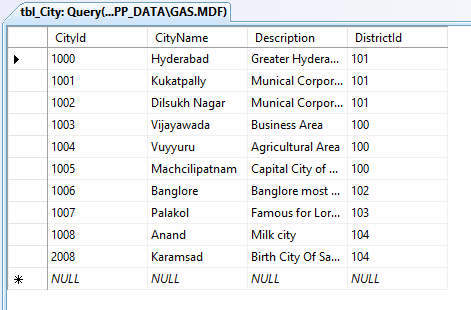 tbl_City: Query(...PP_DATA\GAS.MDF)
CityId CityName Description DistrictId
1000 Hyderabad Greater Hydera... 101
1001 Kukatpally Munical Corpor... 101
1002 Dilsukh Nagar Munical Corpor... 101
1003 Vijayawada Business Area 100
1004 Vuyyuru Agricultural Area 100
1005 Machcilipatnam Capital City of ... 100
1006 Banglore Banglore most ... 102
1007 Palakol Famous for Lor... 103
1008 Anand Milk city 104
2008 Karamsad Birth City Of Sa... 104
NULL NULL NULL NULL